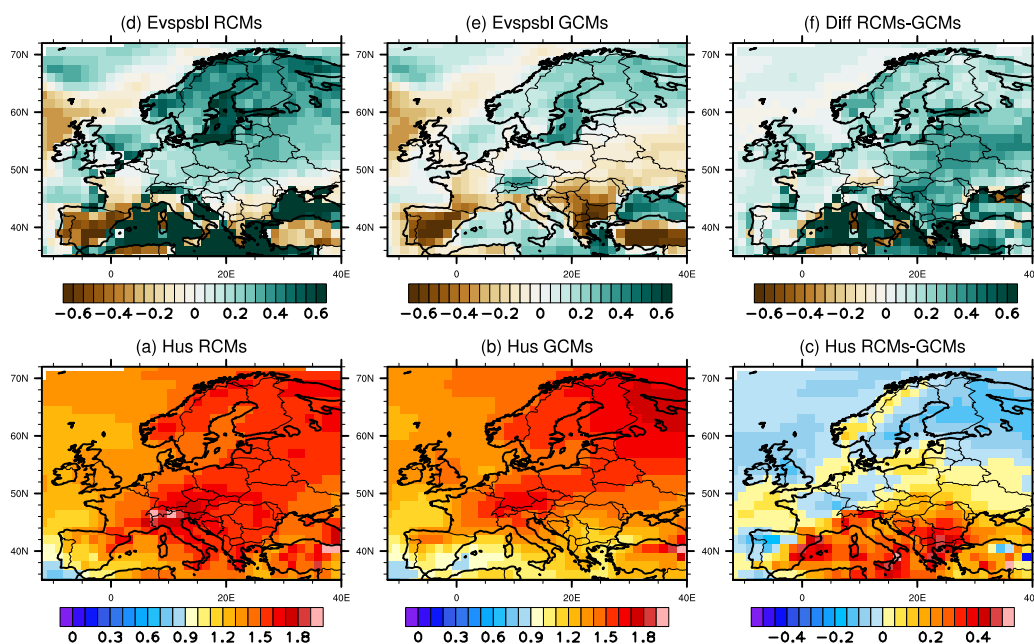 (d) Evspsbl RCMs
(e) Evspsbl GCMs
(f) Diff RCMs-GCMs
70N 60N 50N 40N
0 20E 40E
70N 60N 50N 40N
0 20E 40E
70N 60N 50N 40N
0 20E 40E
−0.6 −0.4 −0.2 0 0.2 0.4 0.6
−0.6 −0.4 −0.2 0 0.2 0.4 0.6
−0.6 −0.4 −0.2 0 0.2 0.4 0.6
(a) Hus RCMs
(b) Hus GCMs
(c) Hus RCMs-GCMs
70N 60N 50N 40N
0 20E 40E
70N 60N 50N 40N
0 20E 40E
70N 60N 50N 40N
0 20E 40E
0 0.3 0.6 0.9 1.2 1.5 1.8
0 0.3 0.6 0.9 1.2 1.5 1.8
−0.4 −0.2 0 0.2 0.4